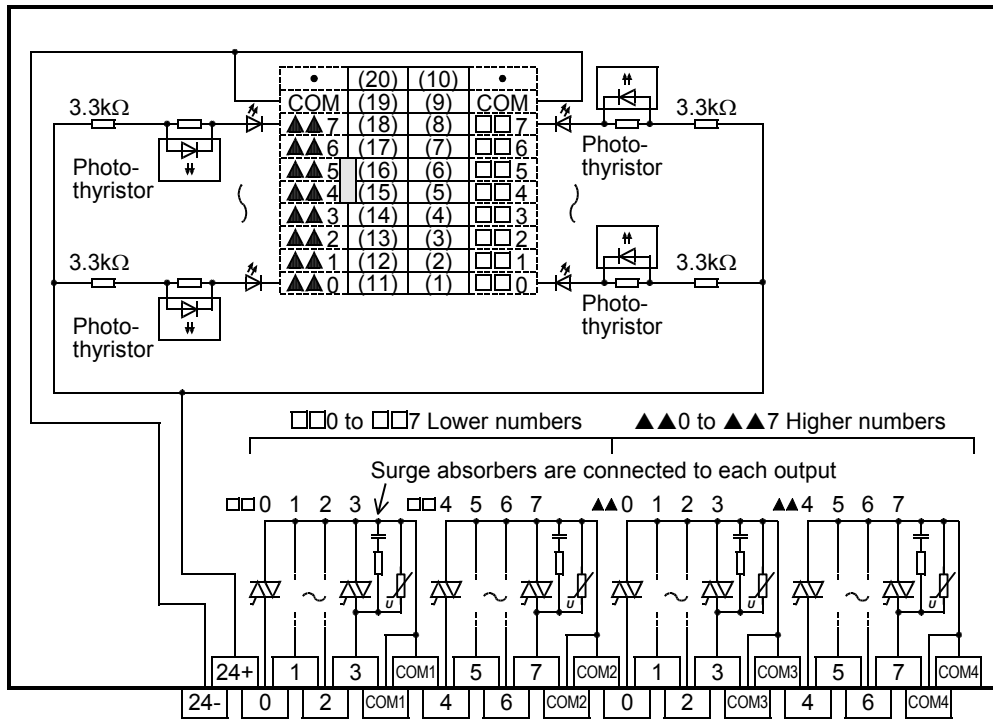 • (20) (10) •
3.3kΩ COM (19) (9) COM 3.3kΩ
▲▲7 (18) (8) □□7
▲▲6 (17) (7) □□6
Photo-
thyristor
▲▲5 (16) (6) □□5
Photo-
thyristor
▲▲4 (15) (5) □□4
▲▲3 (14) (4) □□3
▲▲2 (13) (3) □□2
3.3kΩ ▲▲1 (12) (2) □□1 3.3kΩ
▲▲0 (11) (1) □□0
Photo-
thyristor
Photo-
thyristor
□□0 to □□7 Lower numbers ▲▲0 to ▲▲7 Higher numbers
Surge absorbers are connected to each output
□□0 1 2 3 □□4 5 6 7 ▲▲0 1 2 3 ▲▲4 5 6 7
U U U U
24+ 1 3 COM1 5 7 COM2 1 3 COM3 5 7 COM4
24- 0 2 COM1 4 6 COM2 0 2 COM3 4 6 COM4